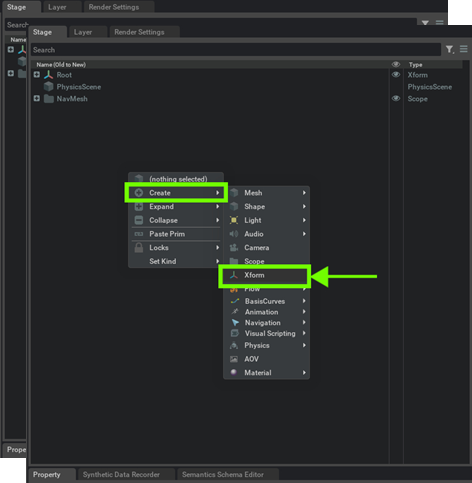 Stage Layer Render Settings
Search
Stage Layer Render Settings
Search
Name (Old to New) Type
Root Xform
PhysicsScene PhysicsScene
NavMesh Scope
(nothing selected)
Create
Expand
Collapse
Paste Prim
Locks
Set Kind
Mesh
Shape
Light
Audio
Camera
Scope
Xform
Flow
BasisCurves
Animation
Navigation
Visual Scripting
Physics
AOV
Material
Property Synthetic Data Recorder Semantics Schema Editor